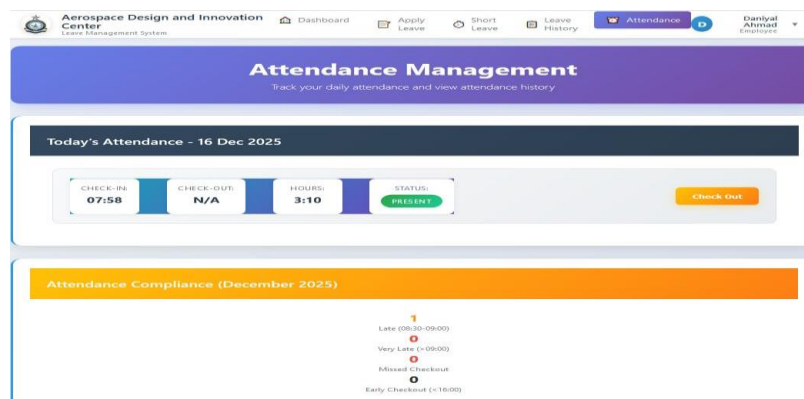 Aerospace Design and Innovation Center
Leave Management System
Dashboard
Apply Leave
Short Leave
Leave History
Attendance
D
Daniyal Ahmad
Employee
Attendance Management
Track your daily attendance and view attendance history
Today's Attendance - 16 Dec 2025
CHECK-IN:
07:58
CHECK-OUT:
N/A
HOURS:
3:10
STATUS:
PRESENT
Check Out
Attendance Compliance (December 2025)
1
Late (08:30-09:00)
0
Very Late (>09:00)
0
Missed Checkout
0
Early Checkout (<16:00)